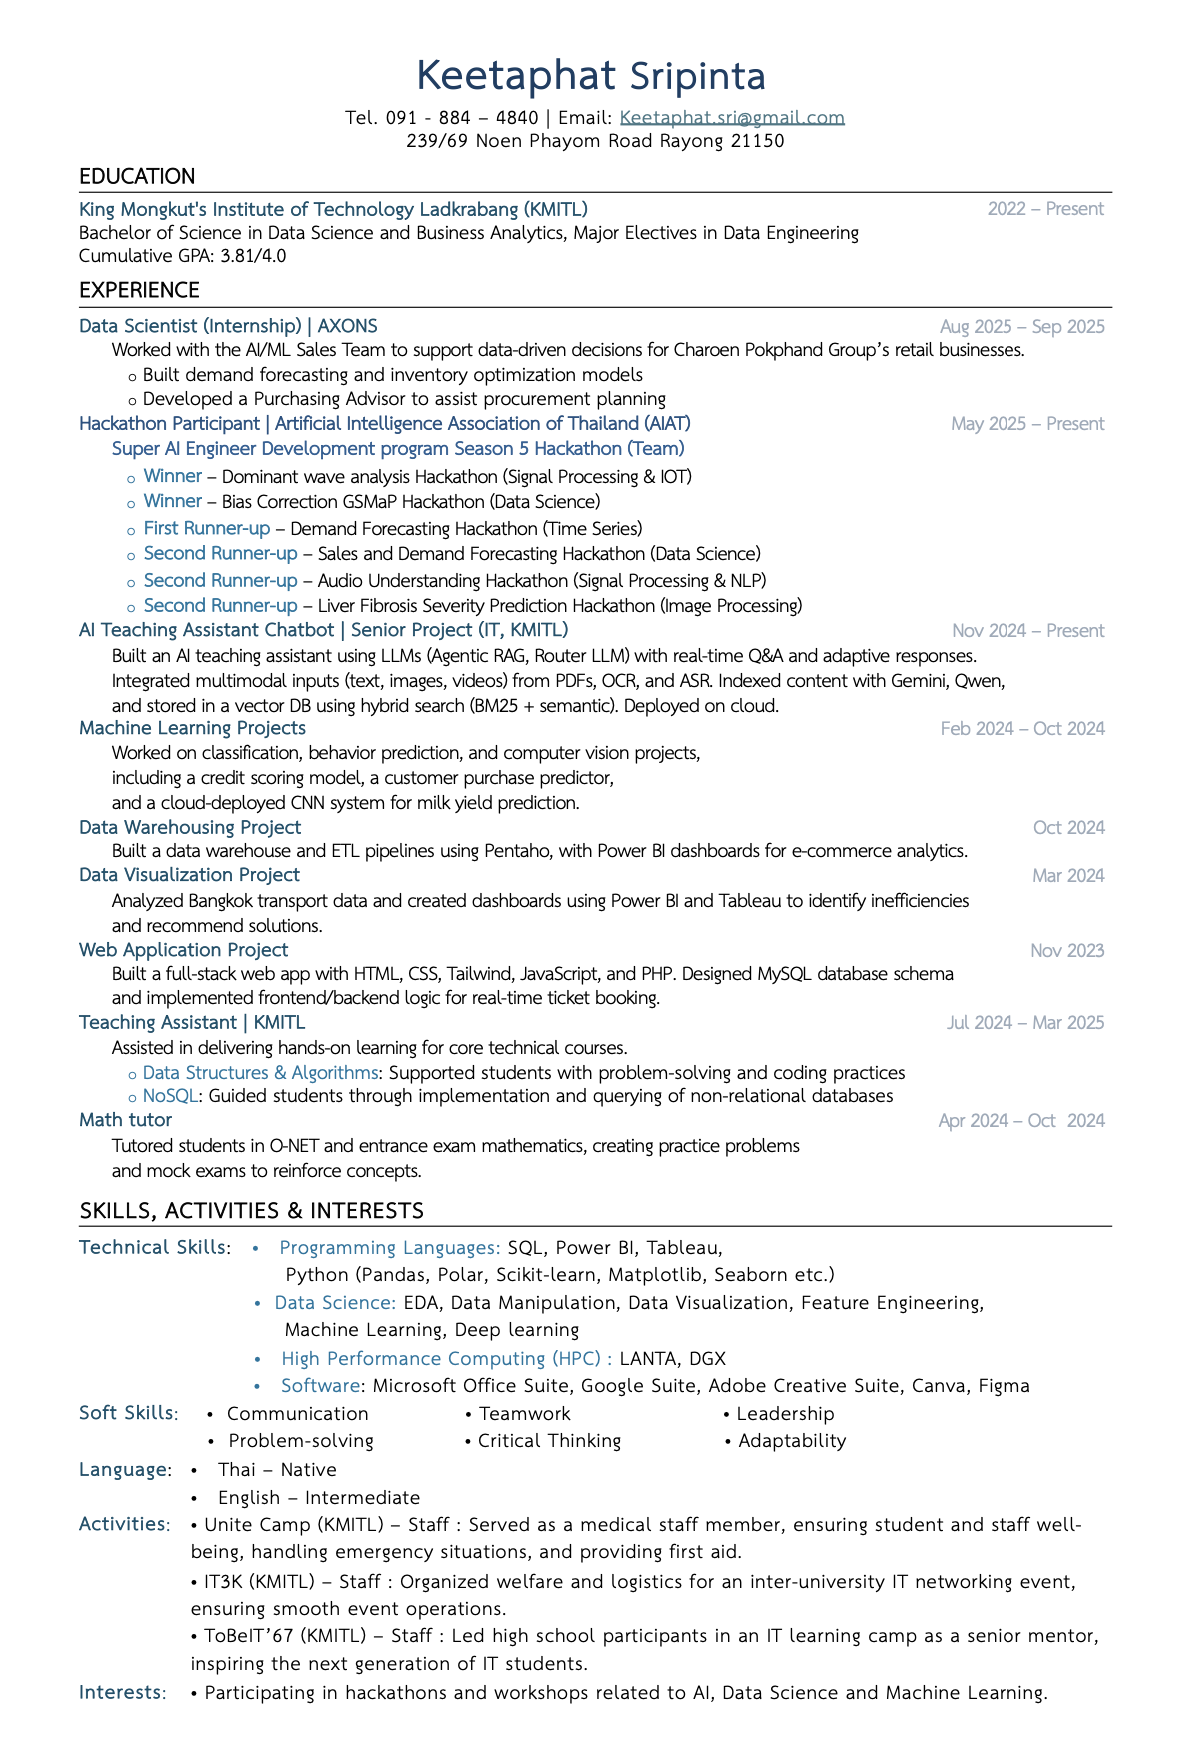 Keetaphat Sripinta
Tel. 091 - 884 – 4840 | Email: Keetaphat.sri@gmail.com
239/69 Noen Phayom Road Rayong 21150
EDUCATION
King Mongkut's Institute of Technology Ladkrabang (KMITL) 2022 – Present
Bachelor of Science in Data Science and Business Analytics, Major Electives in Data Engineering
Cumulative GPA: 3.81/4.0
EXPERIENCE
Data Scientist (Internship) | AXONS Aug 2025 – Sep 2025
Worked with the AI/ML Sales Team to support data-driven decisions for Charoen Pokphand Group’s retail businesses.
o Built demand forecasting and inventory optimization models
o Developed a Purchasing Advisor to assist procurement planning
Hackathon Participant | Artificial Intelligence Association of Thailand (AIAT) May 2025 – Present
Super AI Engineer Development program Season 5 Hackathon (Team)
o Winner – Dominant wave analysis Hackathon (Signal Processing & IOT)
o Winner – Bias Correction GSMaP Hackathon (Data Science)
o First Runner-up – Demand Forecasting Hackathon (Time Series)
o Second Runner-up – Sales and Demand Forecasting Hackathon (Data Science)
o Second Runner-up – Audio Understanding Hackathon (Signal Processing & NLP)
o Second Runner-up – Liver Fibrosis Severity Prediction Hackathon (Image Processing)
AI Teaching Assistant Chatbot | Senior Project (IT, KMITL) Nov 2024 – Present
Built an AI teaching assistant using LLMs (Agentic RAG, Router LLM) with real-time Q&A and adaptive responses.
Integrated multimodal inputs (text, images, videos) from PDFs, OCR, and ASR. Indexed content with Gemini, Qwen,
and stored in a vector DB using hybrid search (BM25 + semantic). Deployed on cloud.
Machine Learning Projects Feb 2024 – Oct 2024
Worked on classification, behavior prediction, and computer vision projects,
including a credit scoring model, a customer purchase predictor,
and a cloud-deployed CNN system for milk yield prediction.
Data Warehousing Project Oct 2024
Built a data warehouse and ETL pipelines using Pentaho, with Power BI dashboards for e-commerce analytics.
Data Visualization Project Mar 2024
Analyzed Bangkok transport data and created dashboards using Power BI and Tableau to identify inefficiencies
and recommend solutions.
Web Application Project Nov 2023
Built a full-stack web app with HTML, CSS, Tailwind, JavaScript, and PHP. Designed MySQL database schema
and implemented frontend/backend logic for real-time ticket booking.
Teaching Assistant | KMITL Jul 2024 – Mar 2025
Assisted in delivering hands-on learning for core technical courses.
o Data Structures & Algorithms: Supported students with problem-solving and coding practices
o NoSQL: Guided students through implementation and querying of non-relational databases
Math tutor Apr 2024 – Oct 2024
Tutored students in O-NET and entrance exam mathematics, creating practice problems
and mock exams to reinforce concepts.
SKILLS, ACTIVITIES & INTERESTS
Technical Skills: • Programming Languages: SQL, Power BI, Tableau,
Python (Pandas, Polar, Scikit-learn, Matplotlib, Seaborn etc.)
• Data Science: EDA, Data Manipulation, Data Visualization, Feature Engineering,
Machine Learning, Deep learning
• High Performance Computing (HPC) : LANTA, DGX
• Software: Microsoft Office Suite, Google Suite, Adobe Creative Suite, Canva, Figma
Soft Skills: • Communication • Teamwork • Leadership
• Problem-solving • Critical Thinking • Adaptability
Language: • Thai – Native
• English – Intermediate
Activities: • Unite Camp (KMITL) – Staff : Served as a medical staff member, ensuring student and staff well-
being, handling emergency situations, and providing first aid.
• IT3K (KMITL) – Staff : Organized welfare and logistics for an inter-university IT networking event,
ensuring smooth event operations.
• ToBeIT’67 (KMITL) – Staff : Led high school participants in an IT learning camp as a senior mentor,
inspiring the next generation of IT students.
Interests: • Participating in hackathons and workshops related to AI, Data Science and Machine Learning.